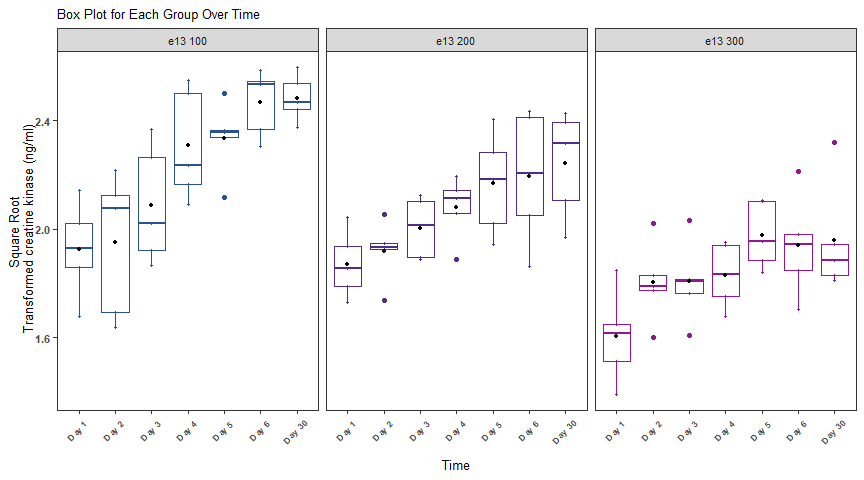 Box Plot for Each Group Over Time
e13 100
e13 200
e13 300
Square Root
Transformed creatine kinase (ng/ml)
2.4
2.0
1.6
Day 1
Day 2
Day 3
Day 4
Day 5
Day 6
Day 30
Day 1
Day 2
Day 3
Day 4
Day 5
Day 6
Day 30
Day 1
Day 2
Day 3
Day 4
Day 5
Day 6
Day 30
Time